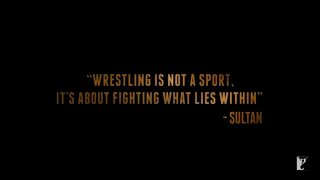 “WRESTLING IS NOT A SPORT,
IT’S ABOUT FIGHTING WHAT LIES WITHIN”
- SULTAN